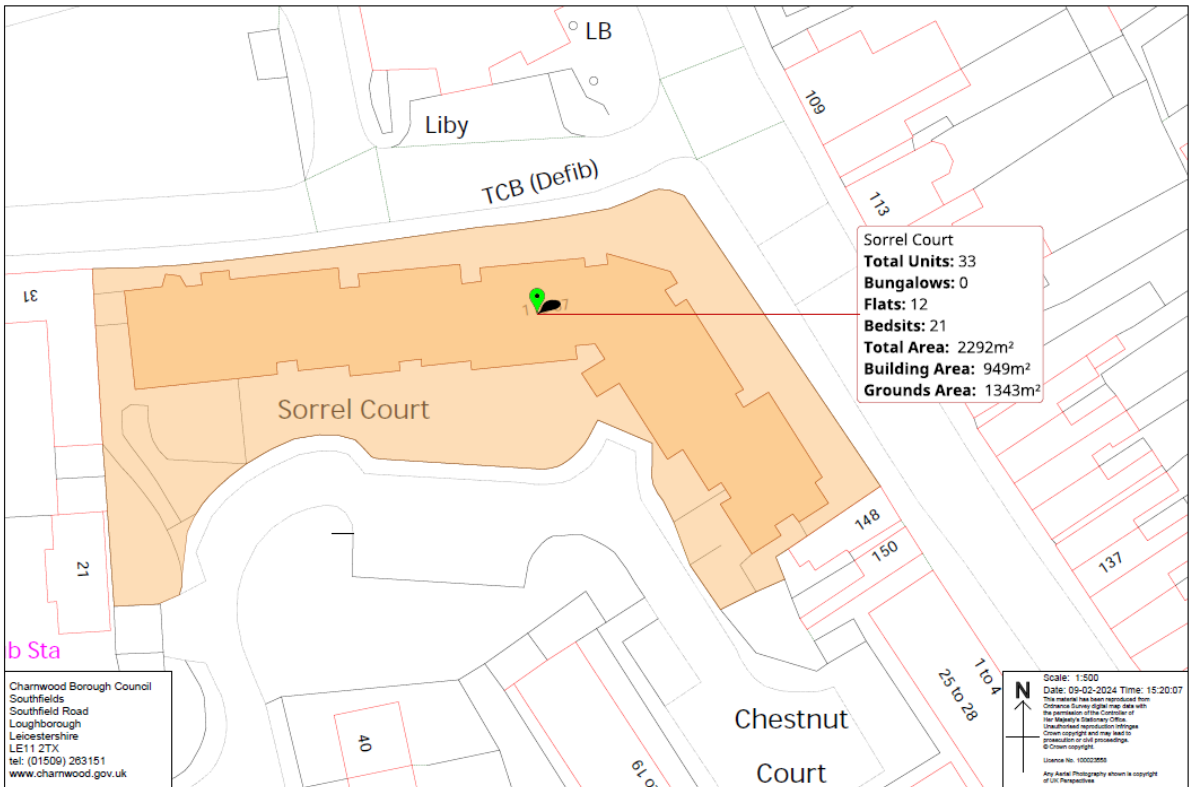 LB
Liby
TCB (Defib)
109
113
31
Sorrel Court
Total Units: 33
Bungalows: 0
Flats: 12
Bedsits: 21
Total Area: 2292m²
Building Area: 949m²
Grounds Area: 1343m²
Sorrel Court
148
150
137
21
b Sta
1 to 4
25 to 28
Chestnut
Court
40
to 19
Charnwood Borough Council
Southfields
Southfield Road
Loughborough
Leicestershire
LE11 2TX
tel: (01509) 263151
www.charnwood.gov.uk
N
Scale: 1:500
Date: 09-02-2024 Time: 15:20:07
This material has been reproduced from
Ordnance Survey digital map data with
the permission of the Controller of
Her Majesty's Stationery Office.
Unauthorised reproduction infringes
Crown copyright and may lead to
prosecution or civil proceedings.
© Crown copyright.
Licence No. 100023558
Any Aerial Photography shown is copyright
of UK Perspectives